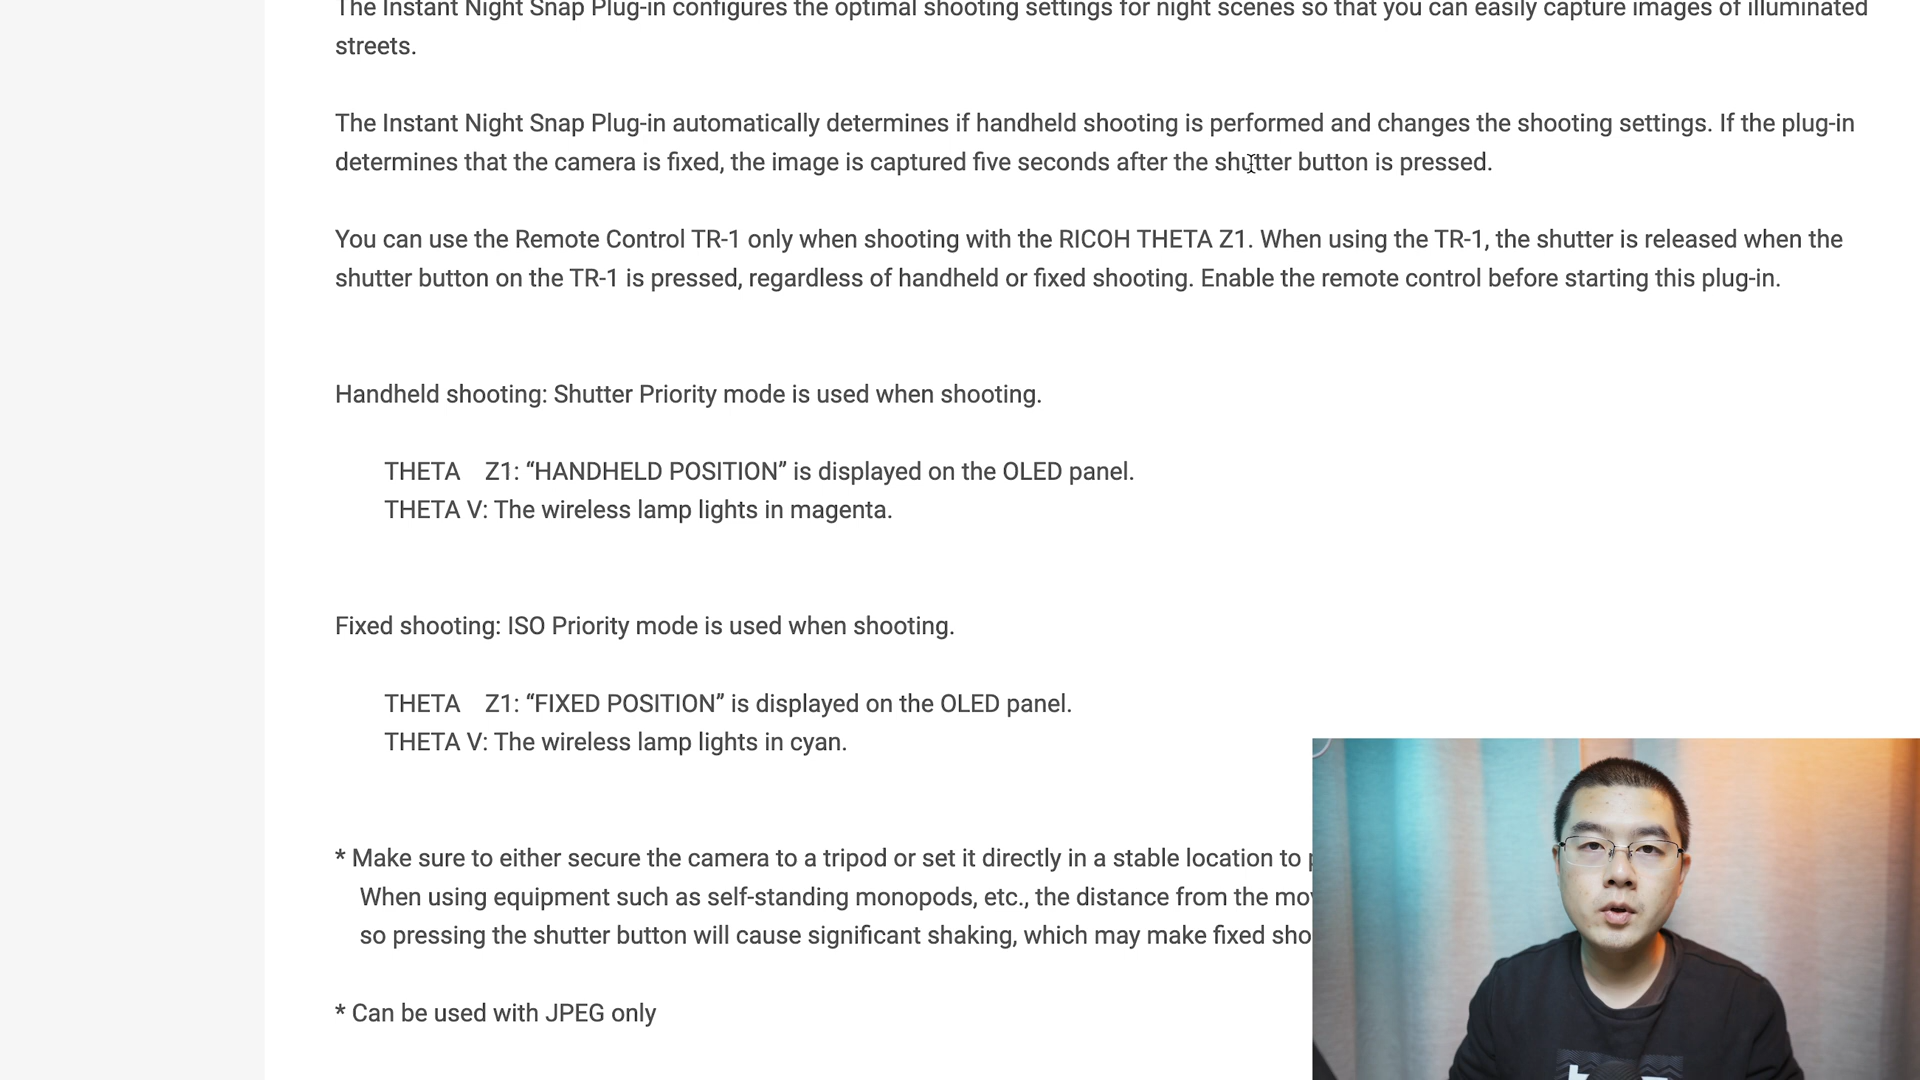 The Instant Night Snap Plug-in configures the optimal shooting settings for night scenes so that you can easily capture images of illuminated
streets.
The Instant Night Snap Plug-in automatically determines if handheld shooting is performed and changes the shooting settings. If the plug-in
determines that the camera is fixed, the image is captured five seconds after the shutter button is pressed.
You can use the Remote Control TR-1 only when shooting with the RICOH THETA Z1. When using the TR-1, the shutter is released when the
shutter button on the TR-1 is pressed, regardless of handheld or fixed shooting. Enable the remote control before starting this plug-in.
Handheld shooting: Shutter Priority mode is used when shooting.
THETA Z1: “HANDHELD POSITION” is displayed on the OLED panel.
THETA V: The wireless lamp lights in magenta.
Fixed shooting: ISO Priority mode is used when shooting.
THETA Z1: “FIXED POSITION” is displayed on the OLED panel.
THETA V: The wireless lamp lights in cyan.
* Make sure to either secure the camera to a tripod or set it directly in a stable location to
When using equipment such as self-standing monopods, etc., the distance from the
so pressing the shutter button will cause significant shaking, which may make fixed
* Can be used with JPEG only